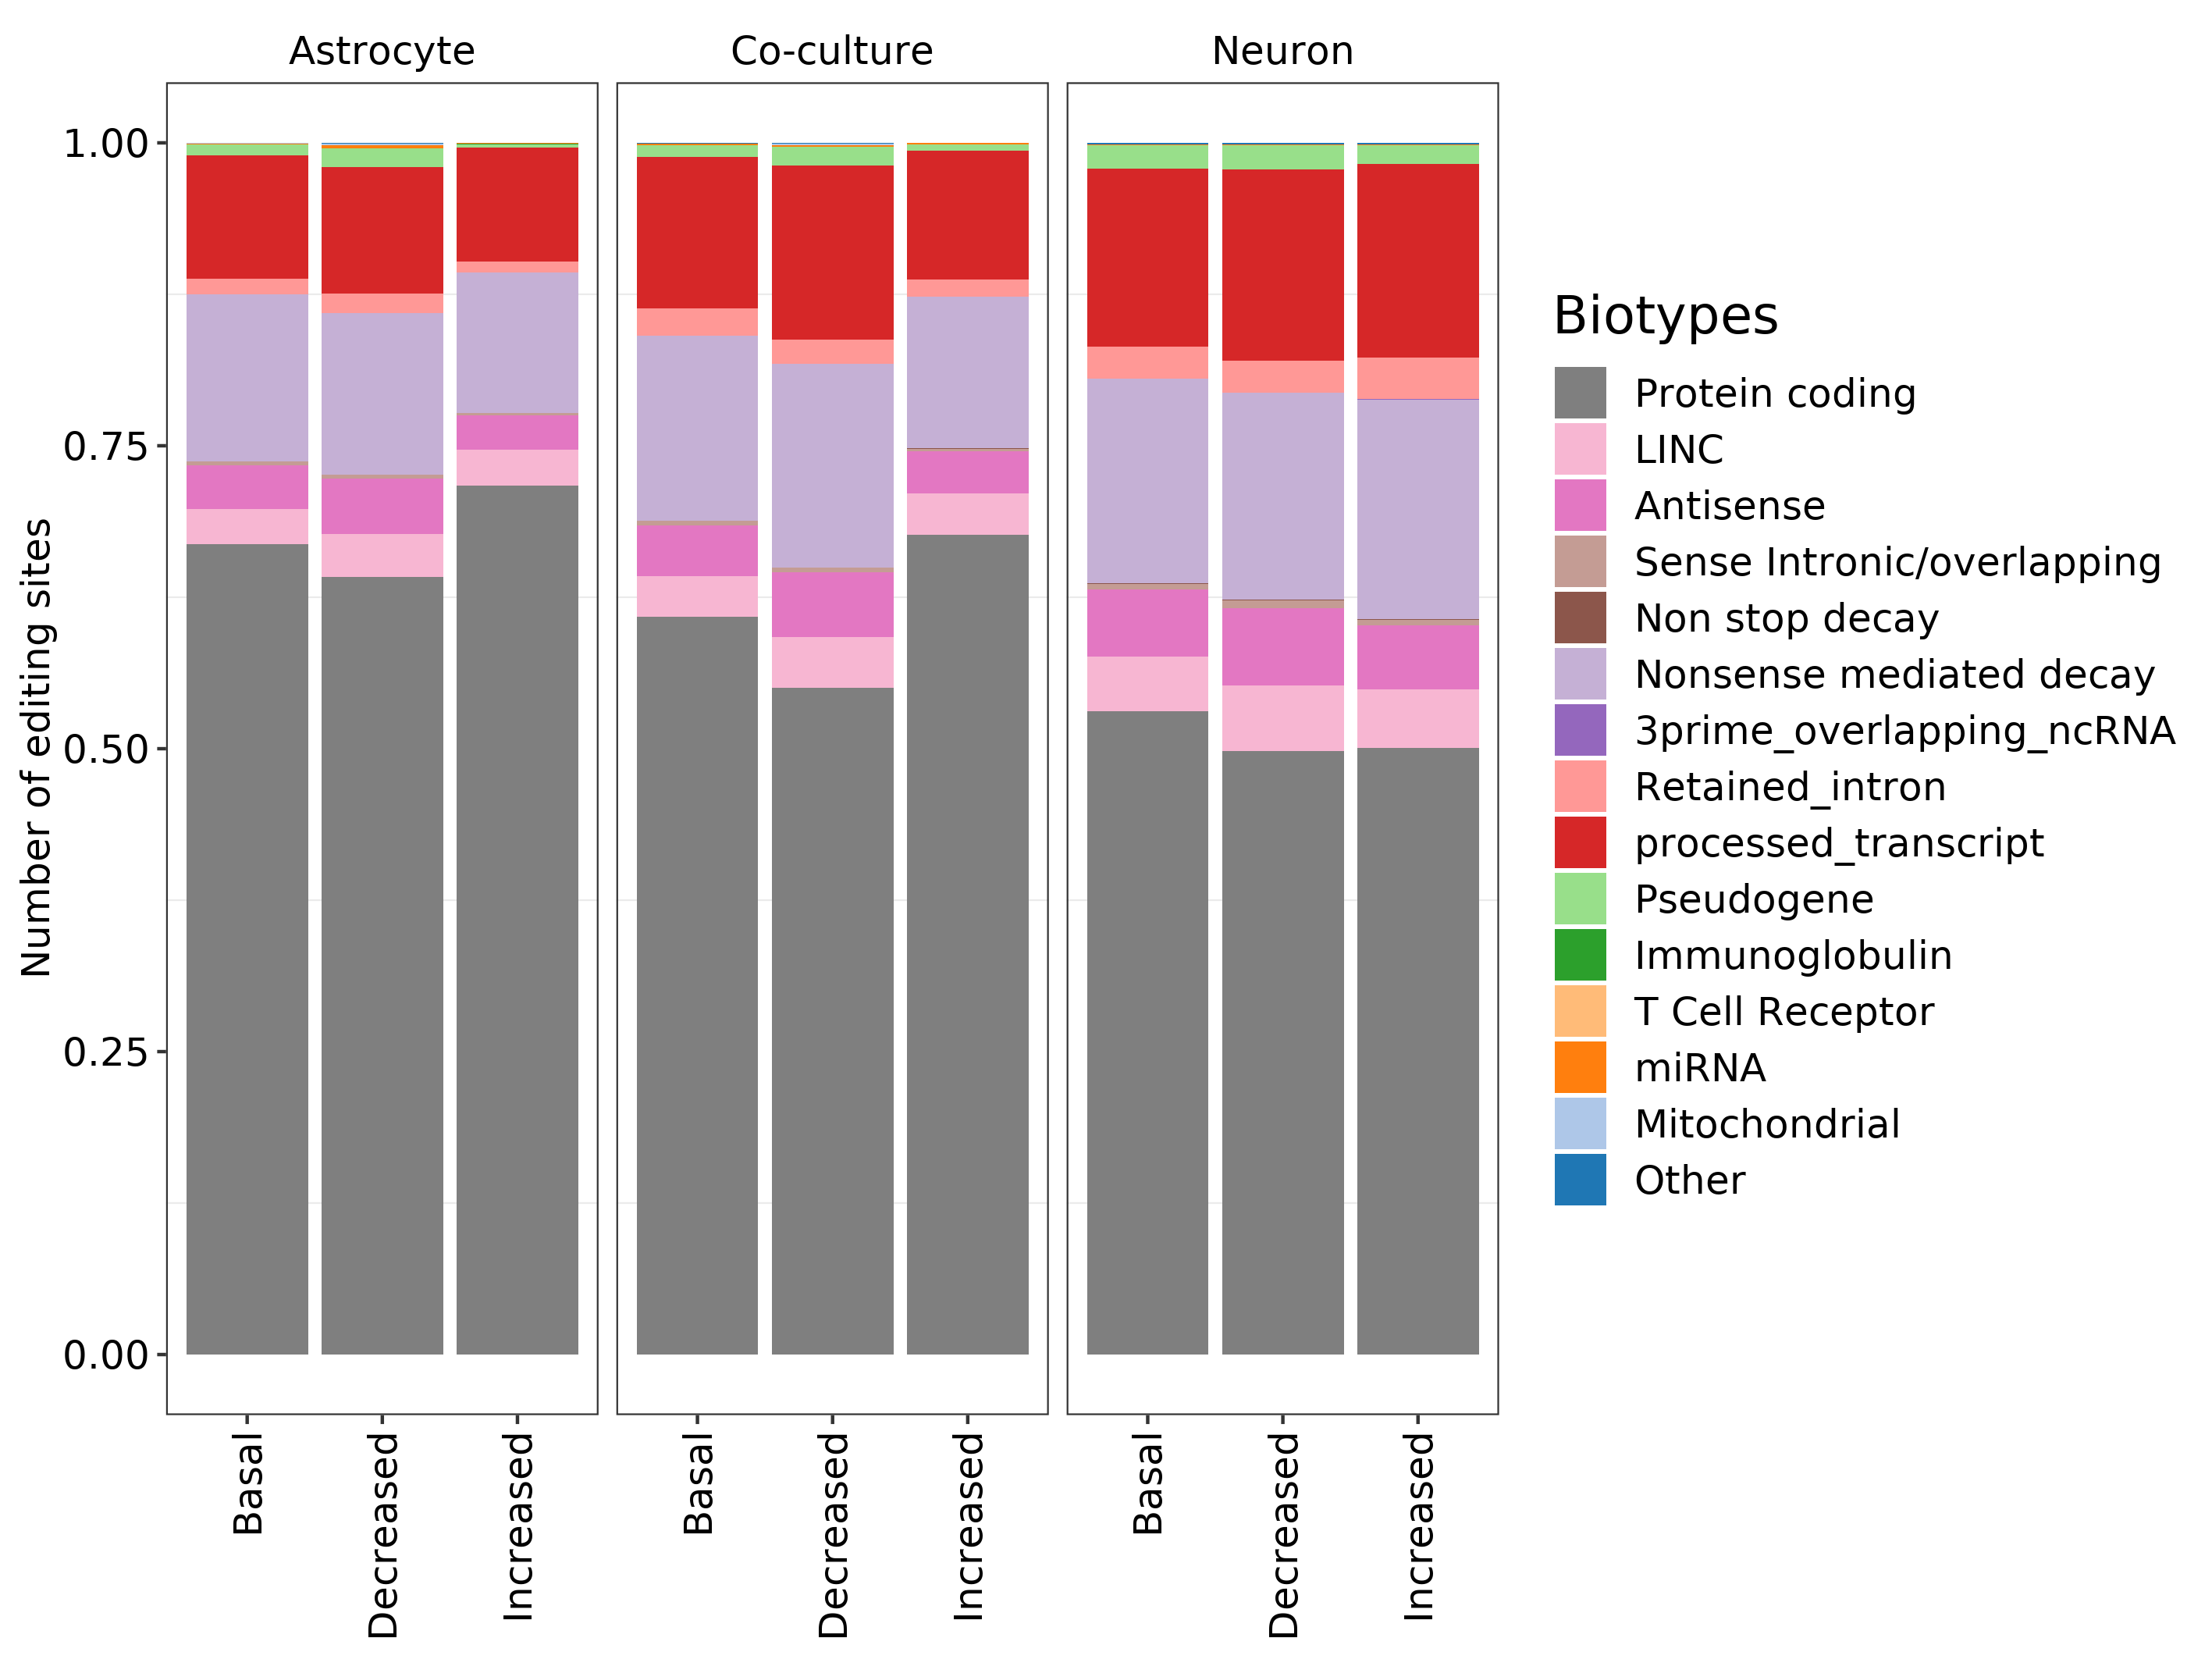 Astrocyte
Co-culture
Neuron
Number of editing sites
1.00
0.75
0.50
0.25
0.00
Basal
Decreased
Increased
Basal
Decreased
Increased
Basal
Decreased
Increased
Biotypes
Protein coding
LINC
Antisense
Sense Intronic/overlapping
Non stop decay
Nonsense mediated decay
3prime_overlapping_ncRNA
Retained_intron
processed_transcript
Pseudogene
Immunoglobulin
T Cell Receptor
miRNA
Mitochondrial
Other